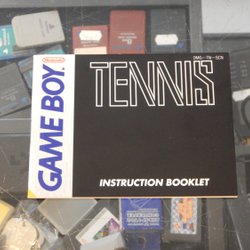 Nintendo
GAME BOY
DMG-TN-SCN
TENNIS
INSTRUCTION BOOKLET